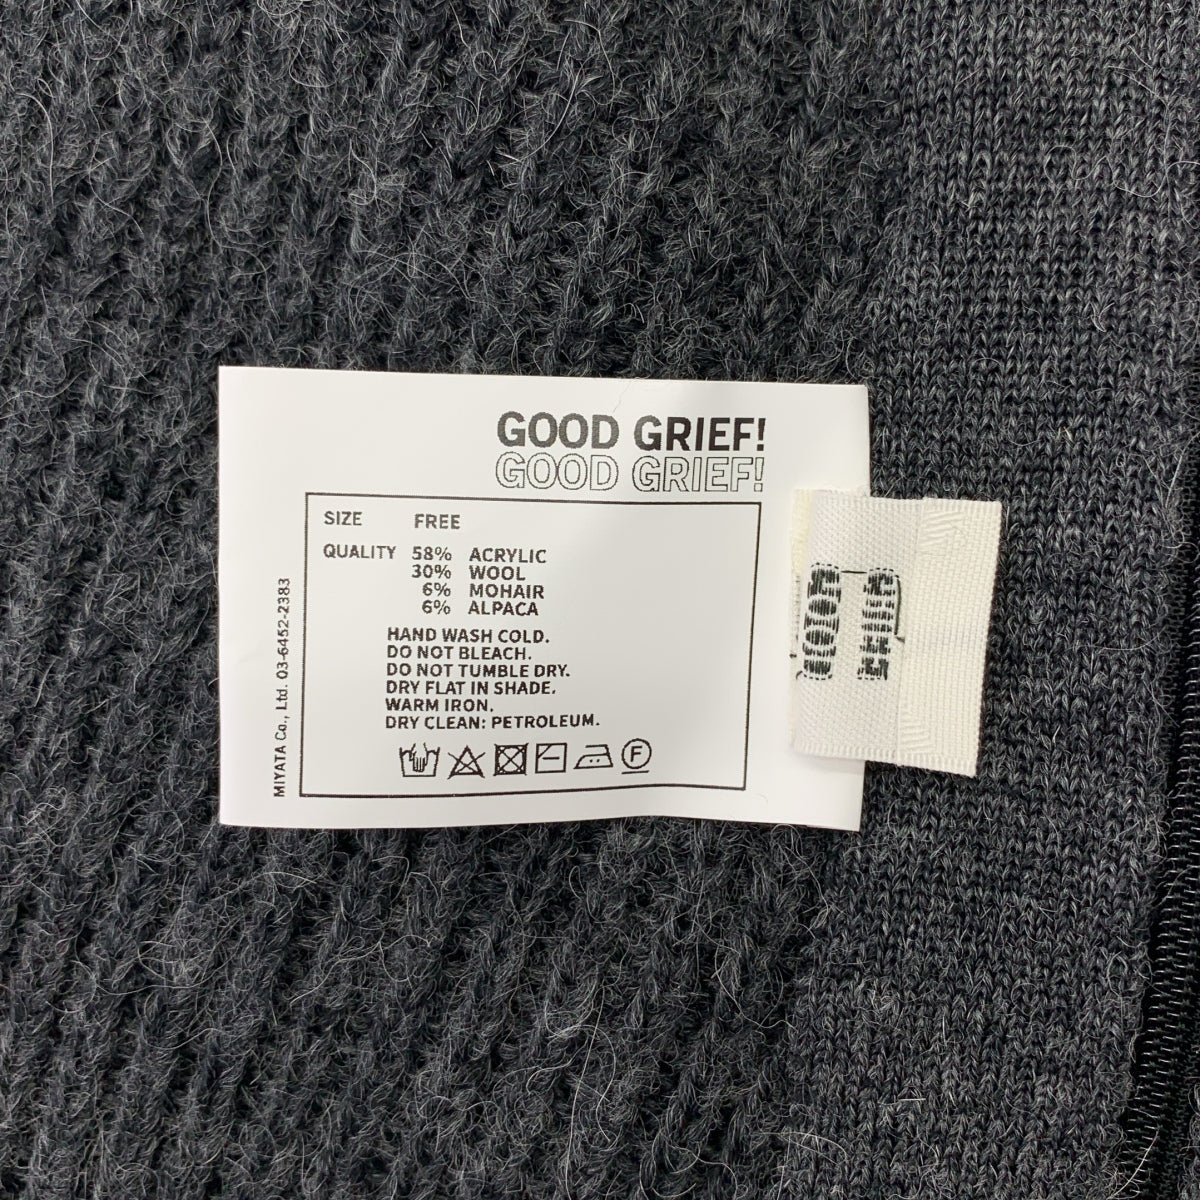 GOOD GRIEF!
GOOD GRIEF!
SIZE FREE
QUALITY 58% ACRYLIC
30% WOOL
6% MOHAIR
6% ALPACA
HAND WASH COLD.
DO NOT BLEACH.
DO NOT TUMBLE DRY.
DRY FLAT IN SHADE.
WARM IRON.
DRY CLEAN: PETROLEUM.
F
MIYATA Co., Ltd. 03-6452-2383